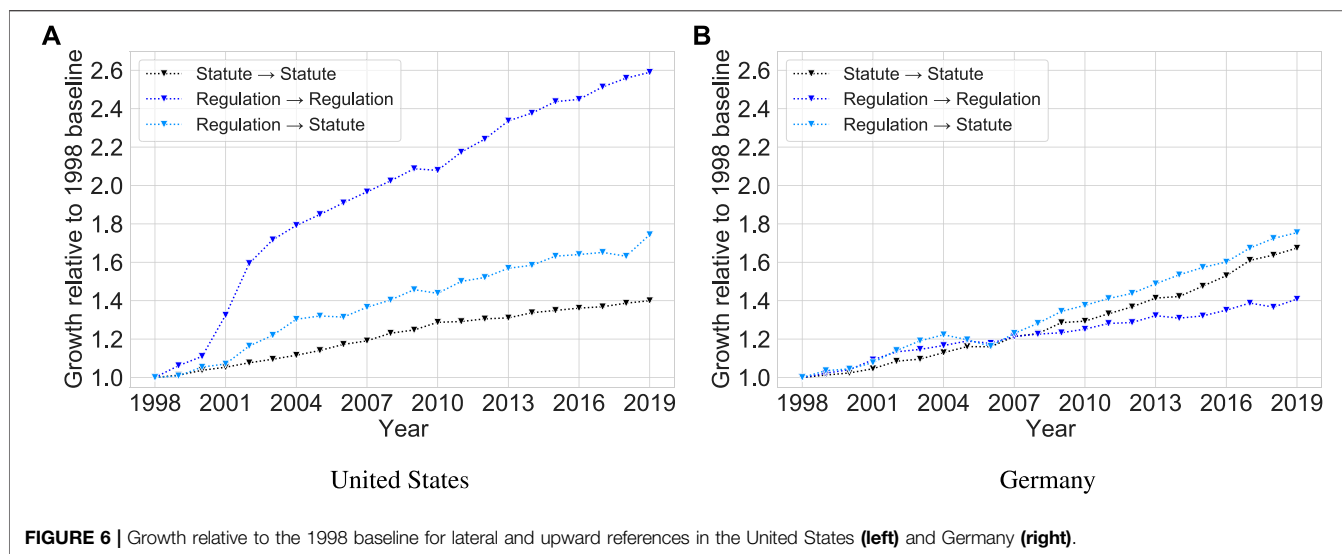 A
Growth relative to 1998 baseline
2.6
2.4
2.2
2.0
1.8
1.6
1.4
1.2
1.0
Statute → Statute
Regulation → Regulation
Regulation → Statute
1998 2001 2004 2007 2010 2013 2016 2019
Year
United States
B
Growth relative to 1998 baseline
2.6
2.4
2.2
2.0
1.8
1.6
1.4
1.2
1.0
Statute → Statute
Regulation → Regulation
Regulation → Statute
1998 2001 2004 2007 2010 2013 2016 2019
Year
Germany
FIGURE 6 | Growth relative to the 1998 baseline for lateral and upward references in the United States (left) and Germany (right).